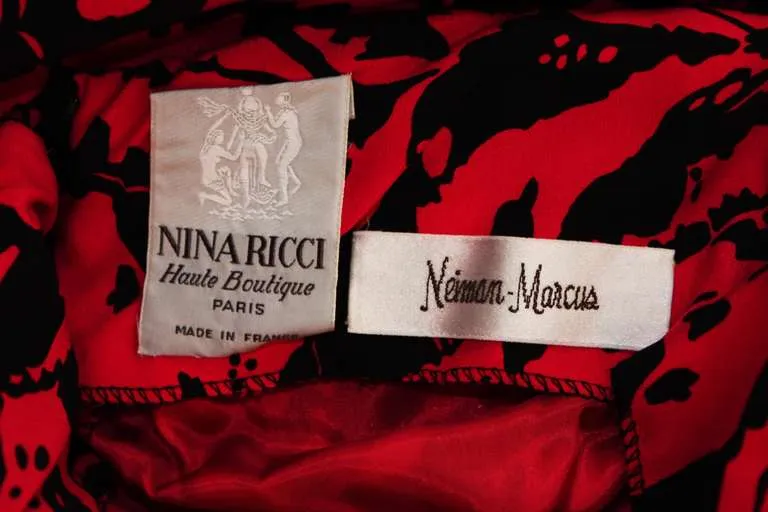 NINA RICCI
Haute Boutique
PARIS
MADE IN FRANCE
Neiman-Marcus